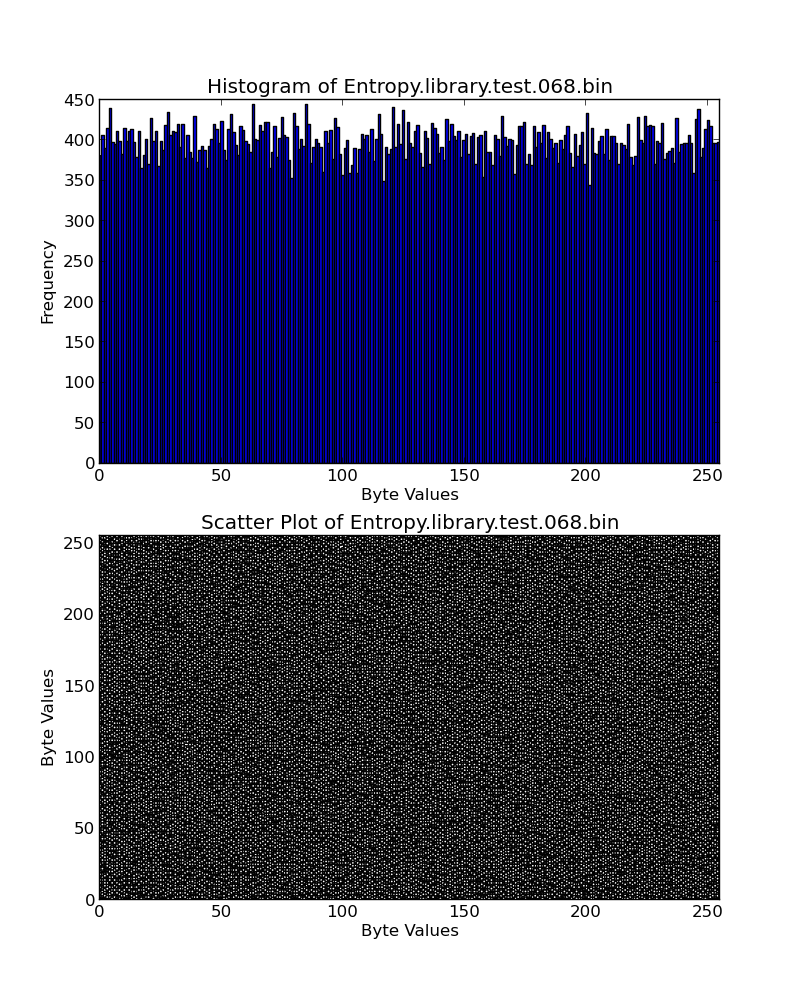 Histogram of Entropy.library.test.068.bin
450
400
350
300
250
200
150
100
50
0
Frequency
0 50 100 150 200 250
Byte Values
Scatter Plot of Entropy.library.test.068.bin
250
200
150
100
50
0
Byte Values
0 50 100 150 200 250
Byte Values